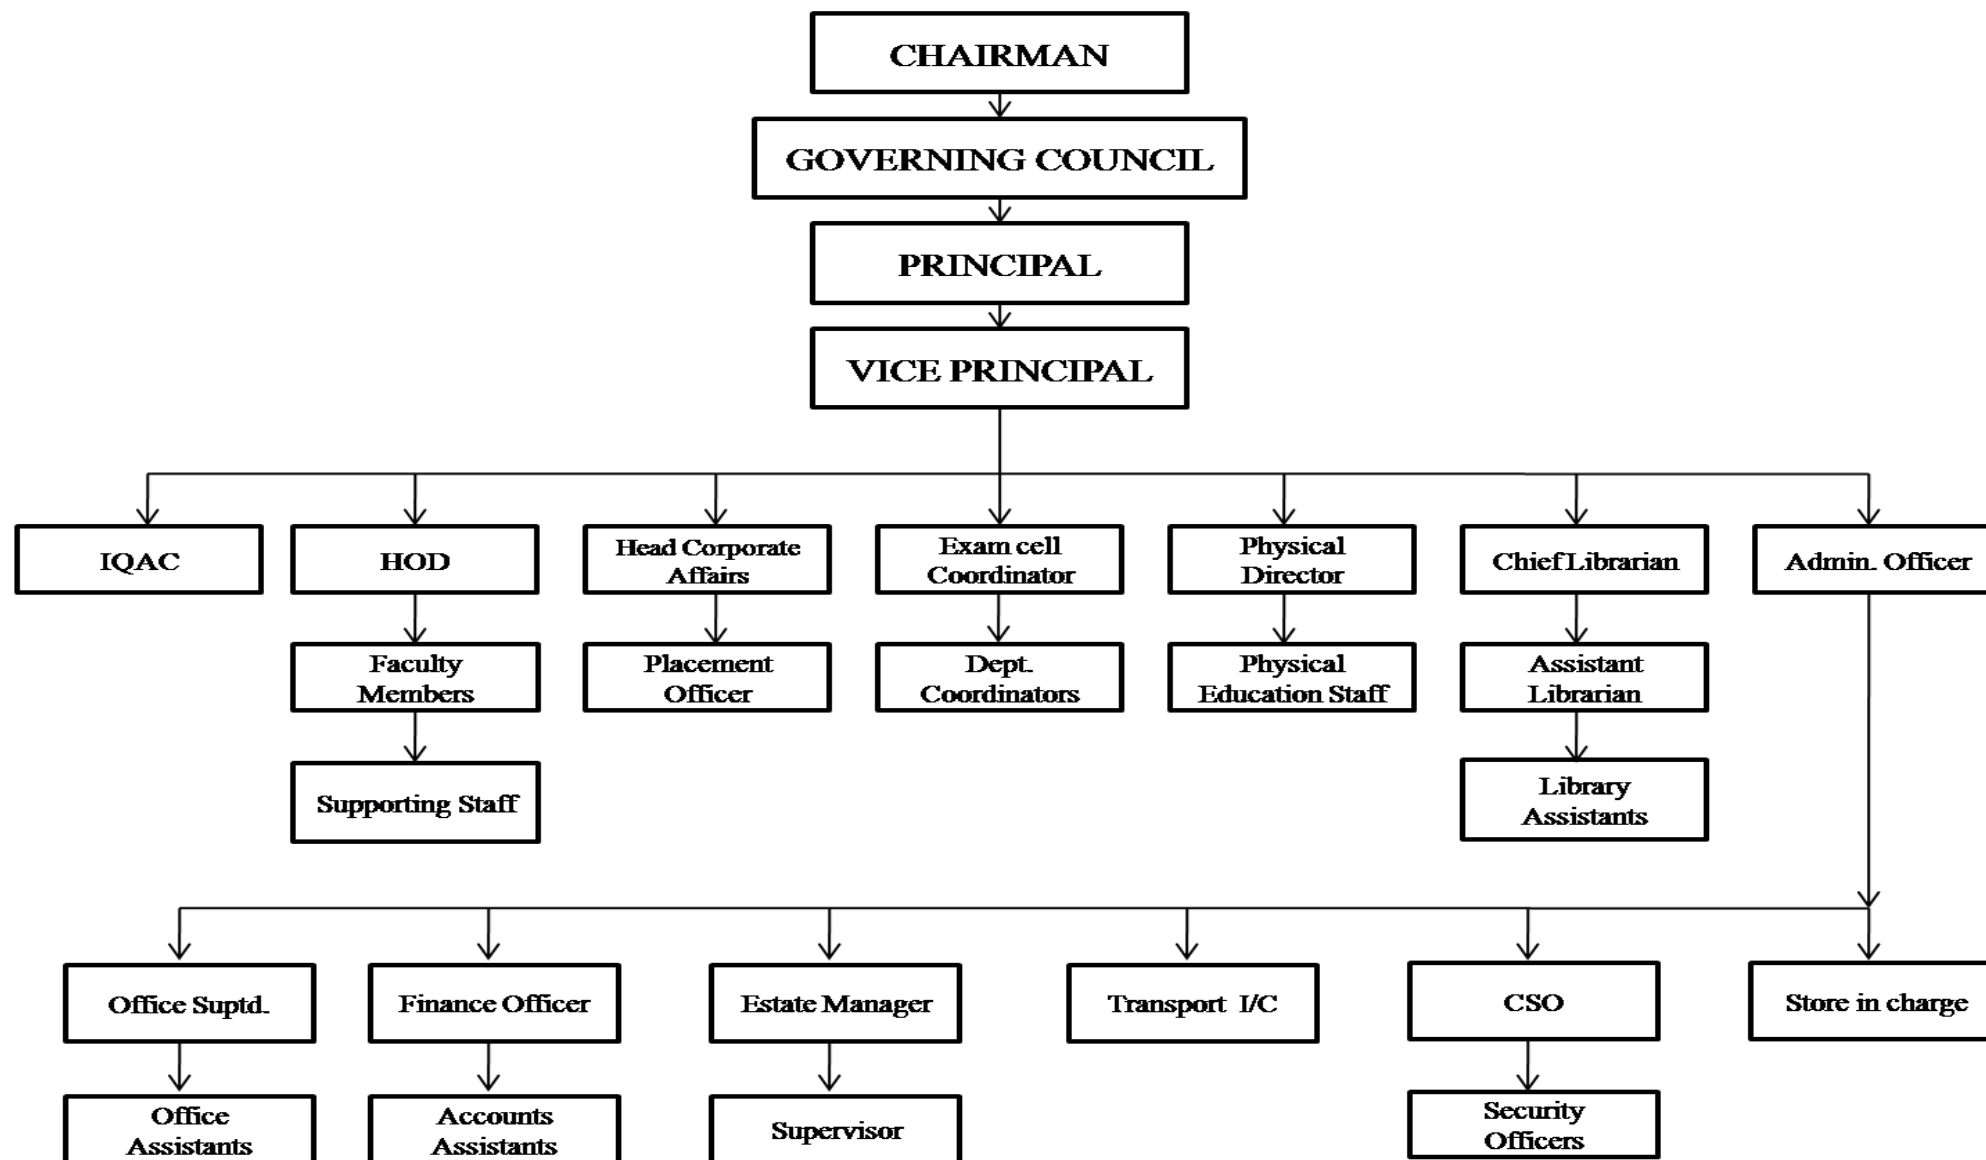 CHAIRMAN
GOVERNING COUNCIL
PRINCIPAL
VICE PRINCIPAL
IQAC
HOD
Head Corporate
Affairs
Exam cell
Coordinator
Physical
Director
Chief Librarian
Admin. Officer
Faculty
Members
Placement
Officer
Dept.
Coordinators
Physical
Education Staff
Assistant
Librarian
Supporting Staff
Library
Assistants
Office Suptd.
Finance Officer
Estate Manager
Transport I/C
CSO
Store in charge
Office
Assistants
Accounts
Assistants
Supervisor
Security
Officers